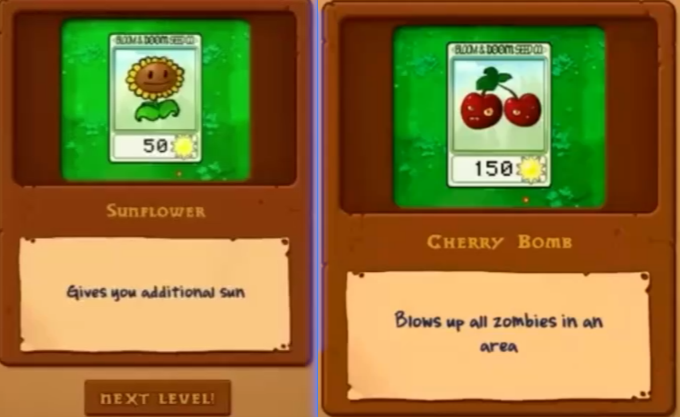 BLOOM & DOOM SEED CO
50
SUNFLOWER
Gives you additional sun
NEXT LEVEL!
BLOOM & DOOM SEED CO
150
CHERRY BOMB
Blows up all zombies in an
area